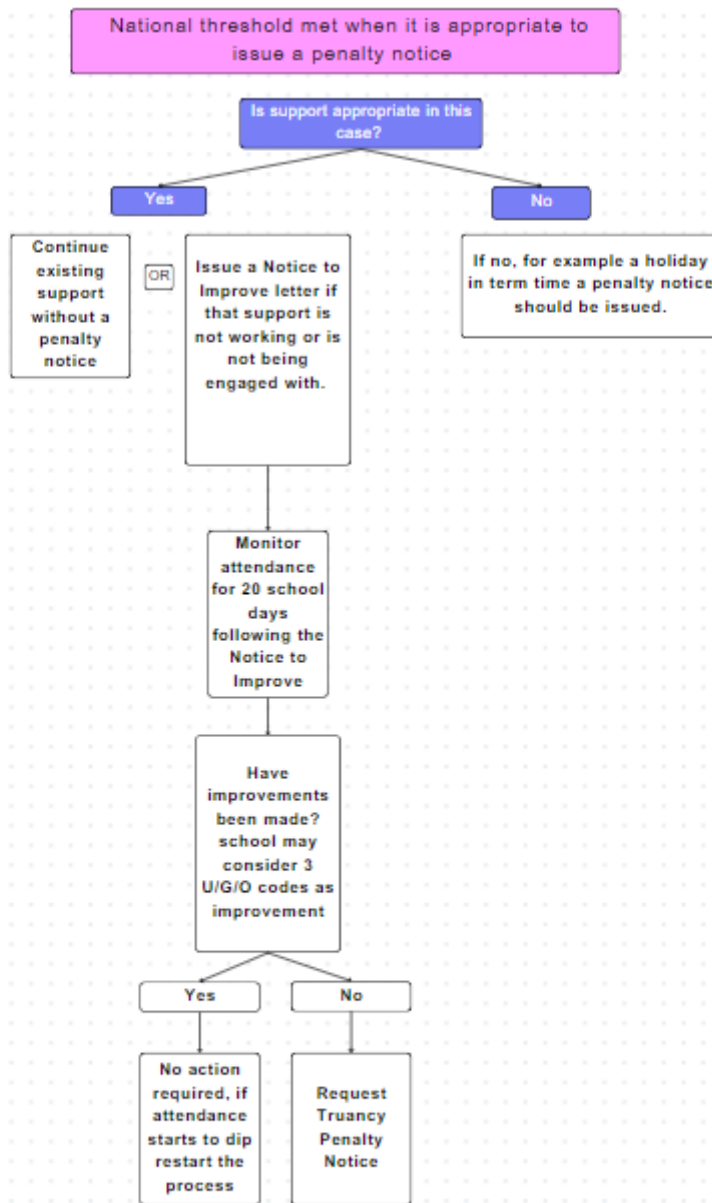 National threshold met when it is appropriate to
issue a penalty notice
Is support appropriate in this
case?
Yes
No
Continue
existing
support
without a
penalty
notice
OR
Issue a Notice to
Improve letter if
that support is
not working or is
not being
engaged with.
If no, for example a holiday
in term time a penalty notice
should be issued.
Monitor
attendance
for 20 school
days
following the
Notice to
Improve
Have
improvements
been made?
school may
consider 3
U/G/O codes as
improvement
Yes
No
No action
required, if
attendance
starts to dip
restart the
process
Request
Truancy
Penalty
Notice